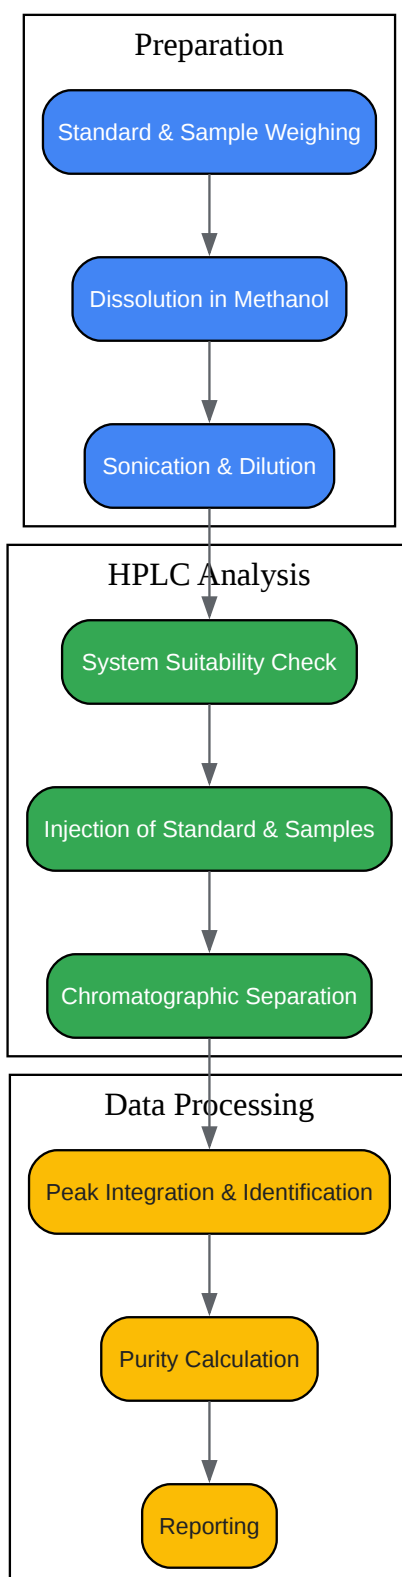 Preparation
Standard & Sample Weighing
Dissolution in Methanol
Sonication & Dilution
HPLC Analysis
System Suitability Check
Injection of Standard & Samples
Chromatographic Separation
Data Processing
Peak Integration & Identification
Purity Calculation
Reporting